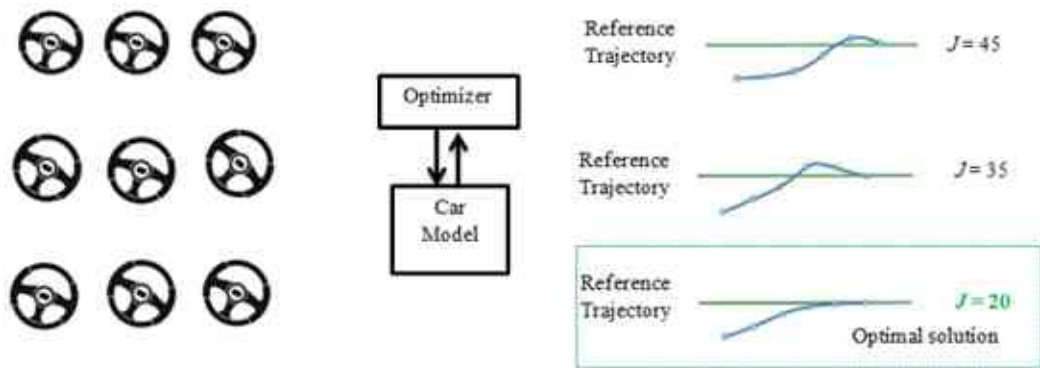 Optimizer
Car
Model
Reference
Trajectory
J = 45
Reference
Trajectory
J = 35
Reference
Trajectory
J = 20
Optimal solution